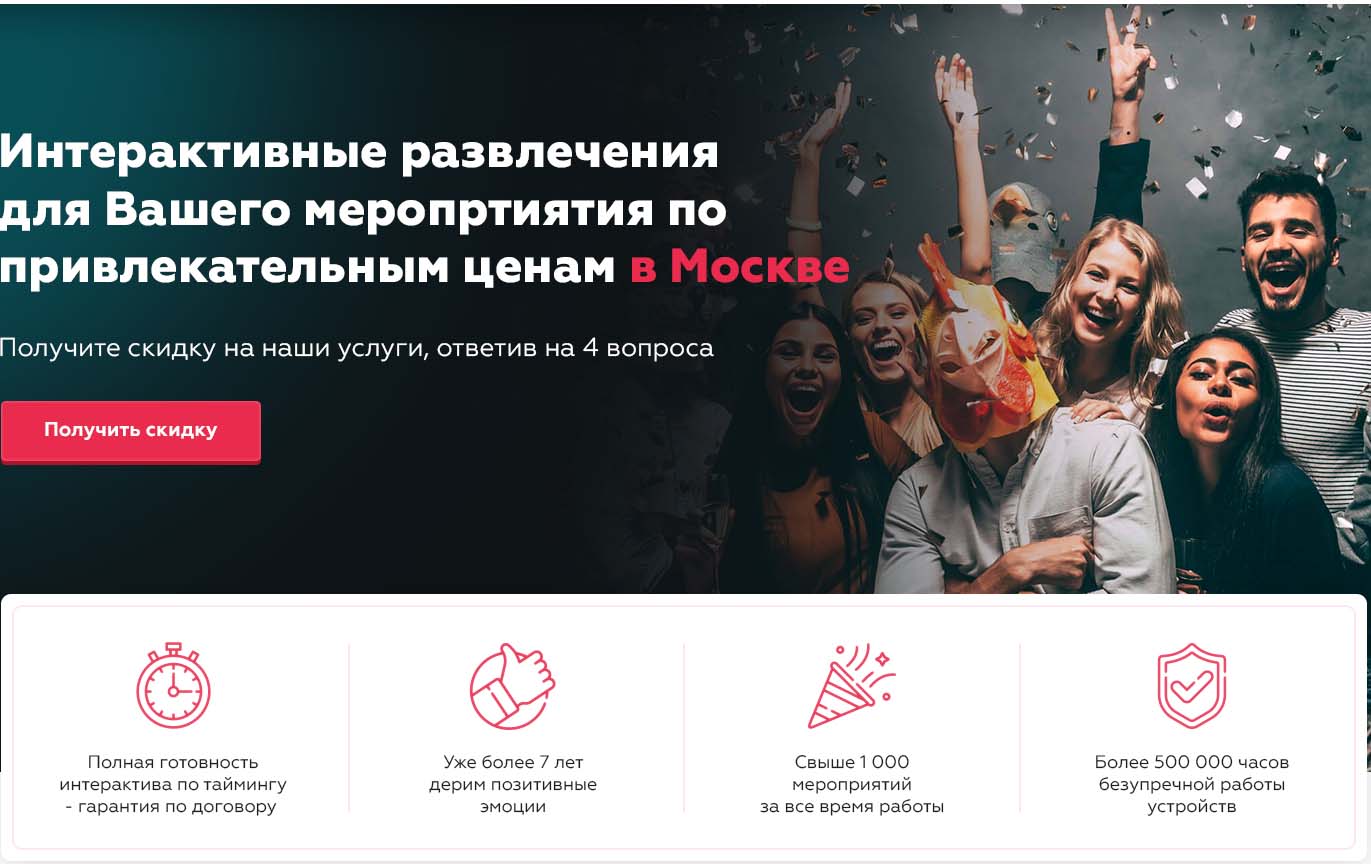 Интерактивные развлечения
для Вашего меропртиятия по
привлекательным ценам в Москве
Получите скидку на наши услуги, ответив на 4 вопроса
Получить скидку
Полная готовность
интерактива по таймингу
- гарантия по договору
Уже более 7 лет
дерим позитивные
эмоции
Свыше 1 000
мероприятий
за все время работы
Более 500 000 часов
безупречной работы
устройств